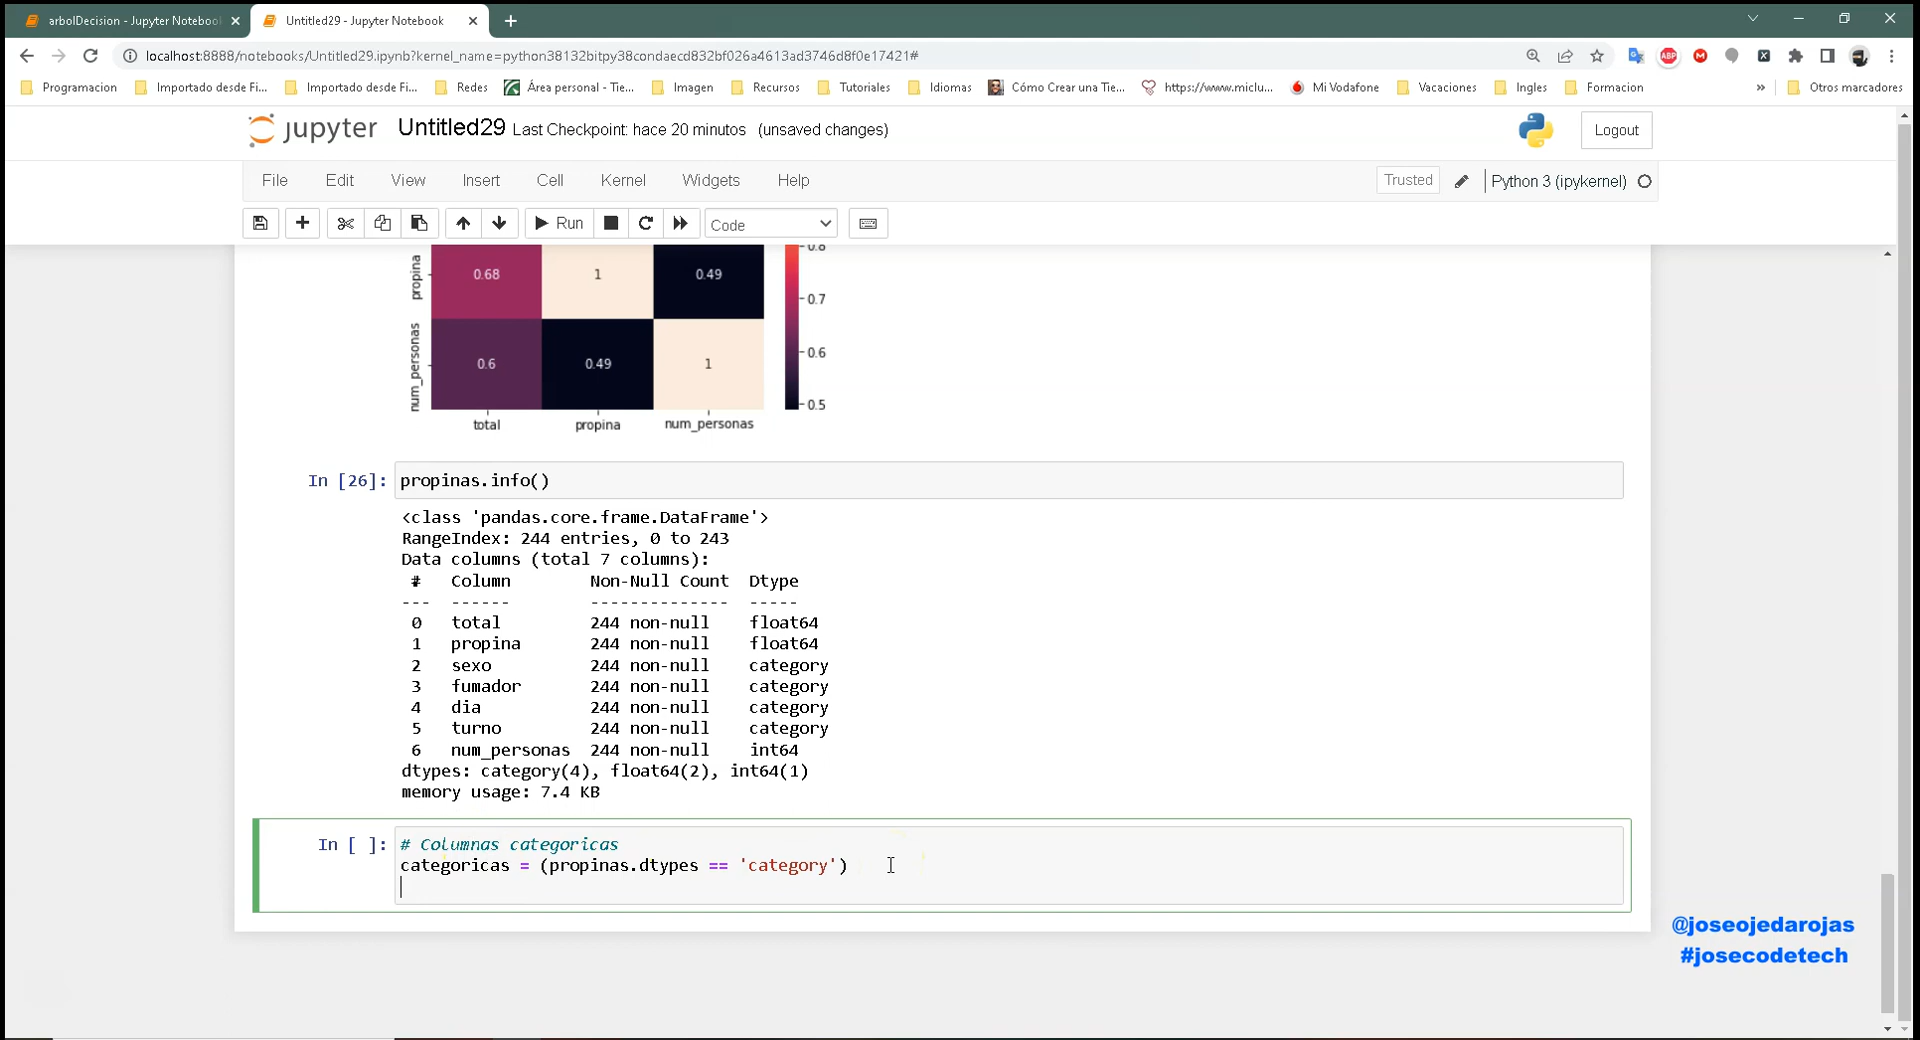 arbolDecision - Jupyter Notebook
Untitled29 - Jupyter Notebook
localhost:8888/notebooks/Untitled29.ipynb?kernel_name=python38132bitpy38condaecd832bf026a4613ad3746d8f0e17421#
Programacion Importado desde Fi... Importado desde Fi... Redes Área personal - Tie... Imagen Recursos Tutoriales Idiomas Cómo Crear una Tie... https://www.miclu... Mi Vodafone Vacaciones Ingles Formacion » Otros marcadores
jupyter Untitled29 Last Checkpoint: hace 20 minutos (unsaved changes) Logout
File Edit View Insert Cell Kernel Widgets Help Trusted Python 3 (ipykernel)
Run Code
propina 0.68 1 0.49
num_personas 0.6 0.49 1
total propina num_personas
0.8
0.7
0.6
0.5
In [26]: propinas.info()
<class 'pandas.core.frame.DataFrame'>
RangeIndex: 244 entries, 0 to 243
Data columns (total 7 columns):
# Column Non-Null Count Dtype
--- ------ -------------- -----
0 total 244 non-null float64
1 propina 244 non-null float64
2 sexo 244 non-null category
3 fumador 244 non-null category
4 dia 244 non-null category
5 turno 244 non-null category
6 num_personas 244 non-null int64
dtypes: category(4), float64(2), int64(1)
memory usage: 7.4 KB
In [ ]: # Columnas categoricas
categoricas = (propinas.dtypes == 'category')
@joseojedarojas
#josecodetech